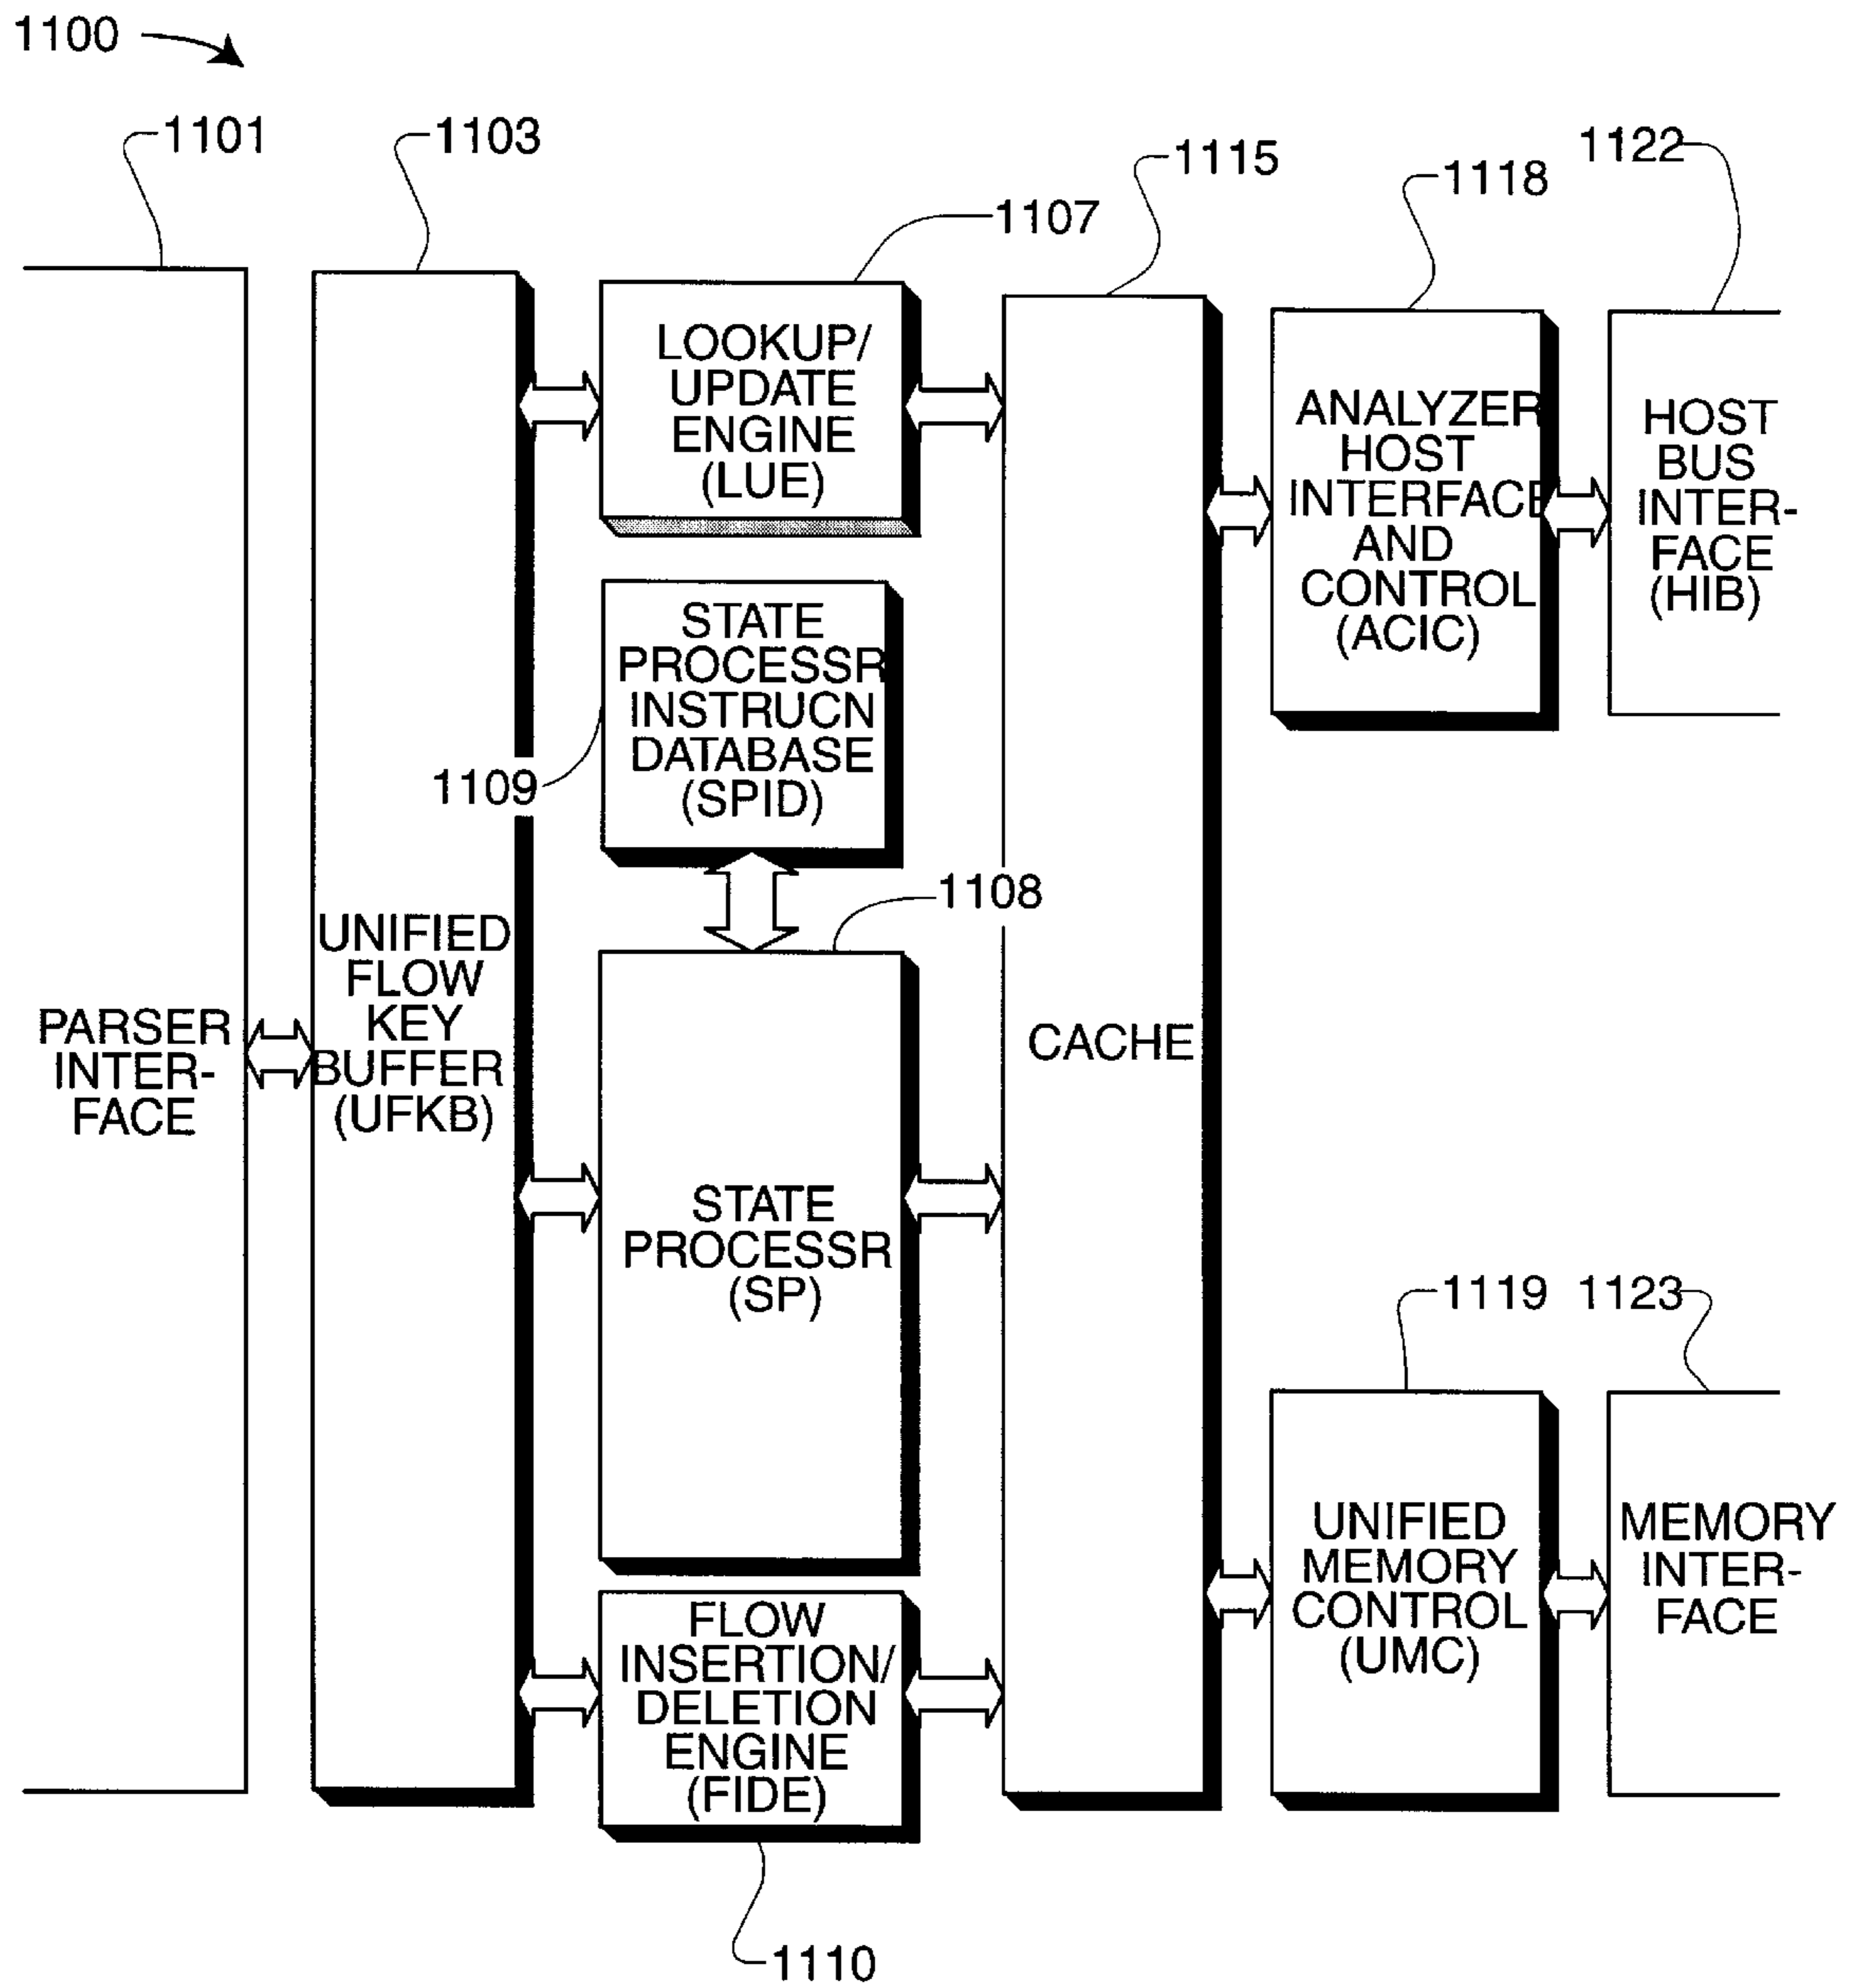 1100
1101
1103
1107
1115
1118
1122
LOOKUP/
UPDATE
ENGINE
(LUE)
ANALYZER
HOST
INTERFACE
AND
CONTROL
(ACIC)
HOST
BUS
INTER-
FACE
(HIB)
STATE
PROCESSR
INSTRUCN
DATABASE
(SPID)
1109
1108
UNIFIED
FLOW
KEY
BUFFER
(UFKB)
PARSER
INTER-
FACE
CACHE
STATE
PROCESSR
(SP)
1119
1123
UNIFIED
MEMORY
CONTROL
(UMC)
MEMORY
INTER-
FACE
FLOW
INSERTION/
DELETION
ENGINE
(FIDE)
1110